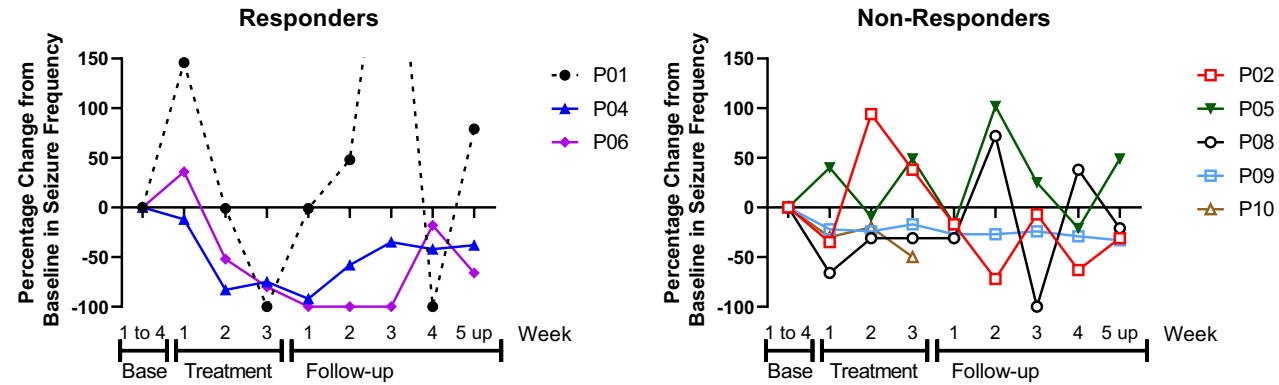 Responders
Percentage Change from
Baseline in Seizure Frequency
150
100
50
0
-50
-100
P01
P04
P06
1 to 4 1 2 3 1 2 3 4 5 up Week
Base Treatment Follow-up
Non-Responders
Percentage Change from
Baseline in Seizure Frequency
150
100
50
0
-50
-100
P02
P05
P08
P09
P10
1 to 4 1 2 3 1 2 3 4 5 up Week
Base Treatment Follow-up